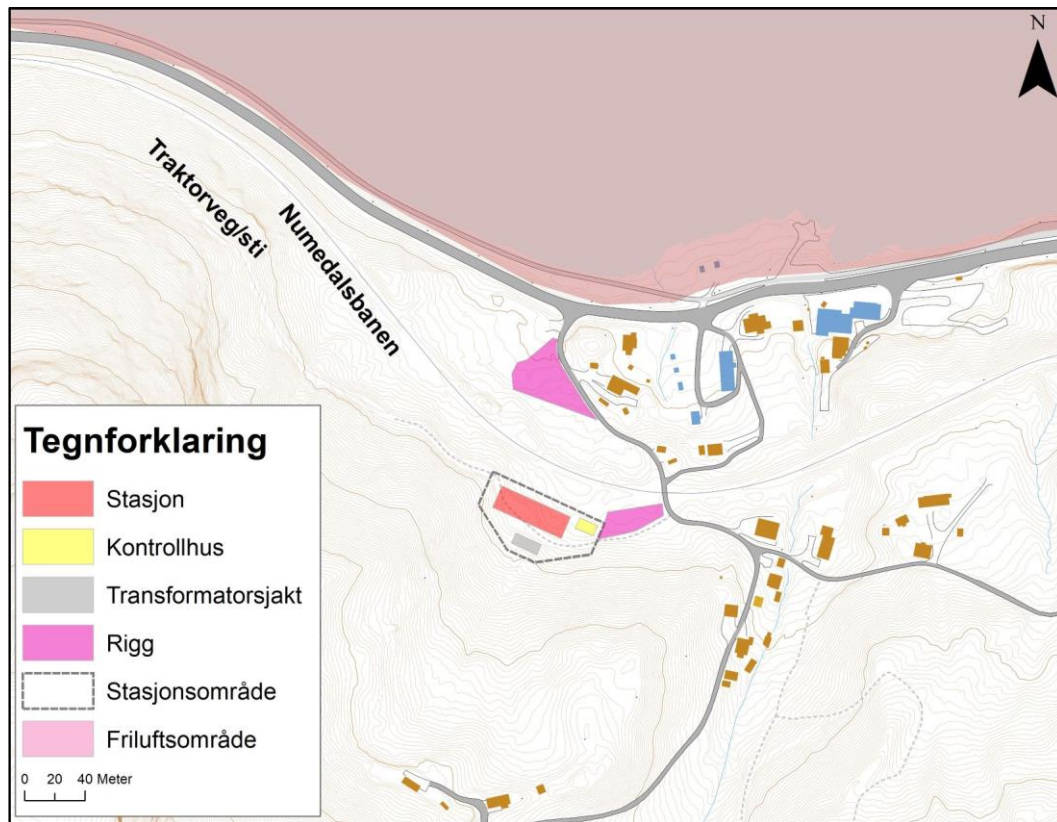 N
Traktorveg/sti
Numedalsbanen
Tegnforklaring
Stasjon
Kontrollhus
Transformatorsjakt
Rigg
Stasjonsområde
Friluftsområde
0 20 40 Meter